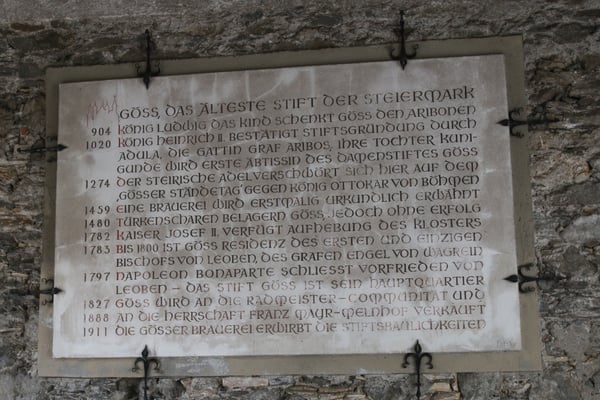 GÖSS, DAS ÄLTESTE STIFT DER STEIERMARK
904 KÖNIG LUDWIG DAS KIND SCHENKT GÖSS DEN ARIBONEN
1020 KÖNIG HEINRICH II. BESTÄTIGT STIFTSGRÜNDUNG DURCH
ADULA, DIE GATTIN GRAF ARIBOS, IHRE TOCHTER KUNI-
GUNDE WIRD ERSTE ÄBTISSIN DES DAMENSTIFTES GÖSS
1274 DER STEIRISCHE ADEL VERSCHWÖRT SICH HIER AUF DEM
„GÖSSER STÄNDETAG" GEGEN KÖNIG OTTOKAR VON BÖHMEN
1459 EINE BRAUEREI WIRD ERSTMALIG URKUNDLICH ERWÄHNT
1480 TÜRKENSCHAREN BELAGERN GÖSS, JEDOCH OHNE ERFOLG
1782 KAISER JOSEF II. VERFÜGT AUFHEBUNG DES KLOSTERS
1783 BIS 1800 IST GÖSS RESIDENZ DES ERSTEN UND EINZIGEN
BISCHOFS VON LEOBEN, DES GRAFEN ENGEL VON WAGREIN
1797 NAPOLEON BONAPARTE SCHLIESST VORFRIEDEN VON
LEOBEN – DAS STIFT GÖSS IST SEIN HAUPTQUARTIER
1827 GÖSS WIRD AN DIE RADMEISTER-COMMUNITÄT UND
1888 AN DIE HERRSCHAFT FRANZ MAYR-MELNHOF VERKAUFT
1911 DIE GÖSSER BRAUEREI ERWIRBT DIE STIFTSBAULICHKEITEN